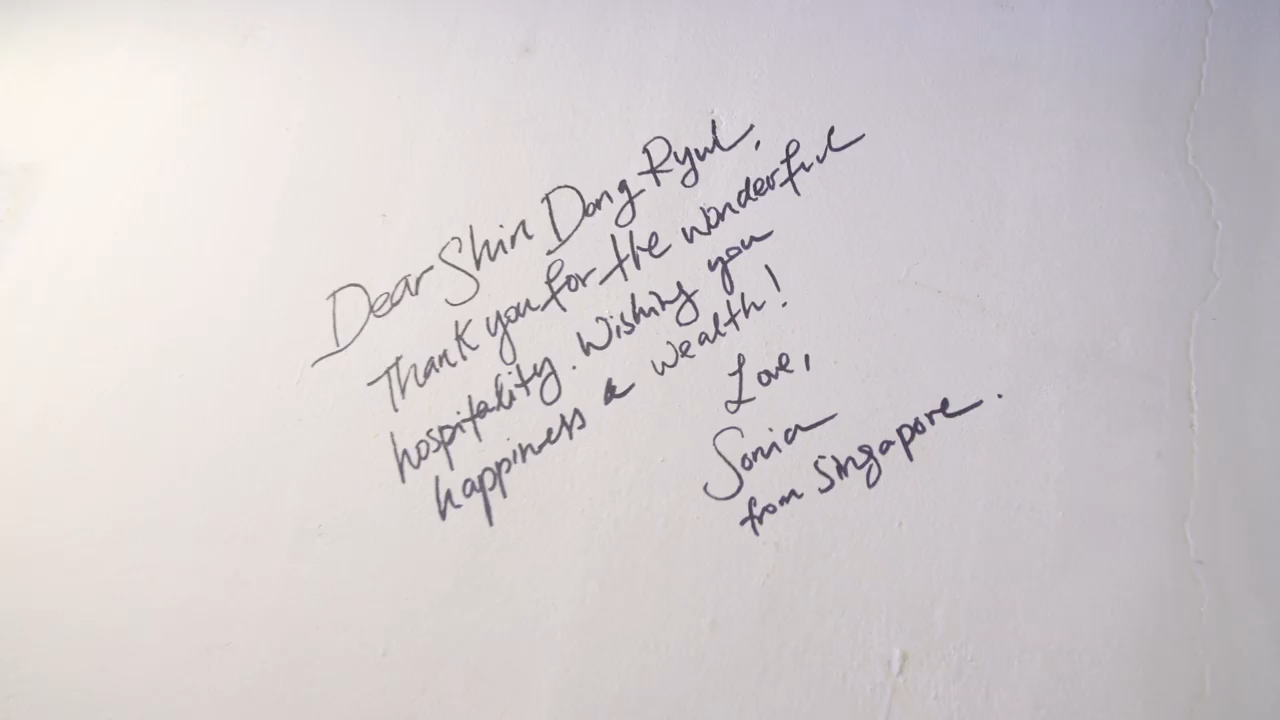 Dear Shin Dong Ryul,
Thank you for the wonderful
hospitality. Wishing you
happiness & wealth!
Love,
Sonia
from Singapore.